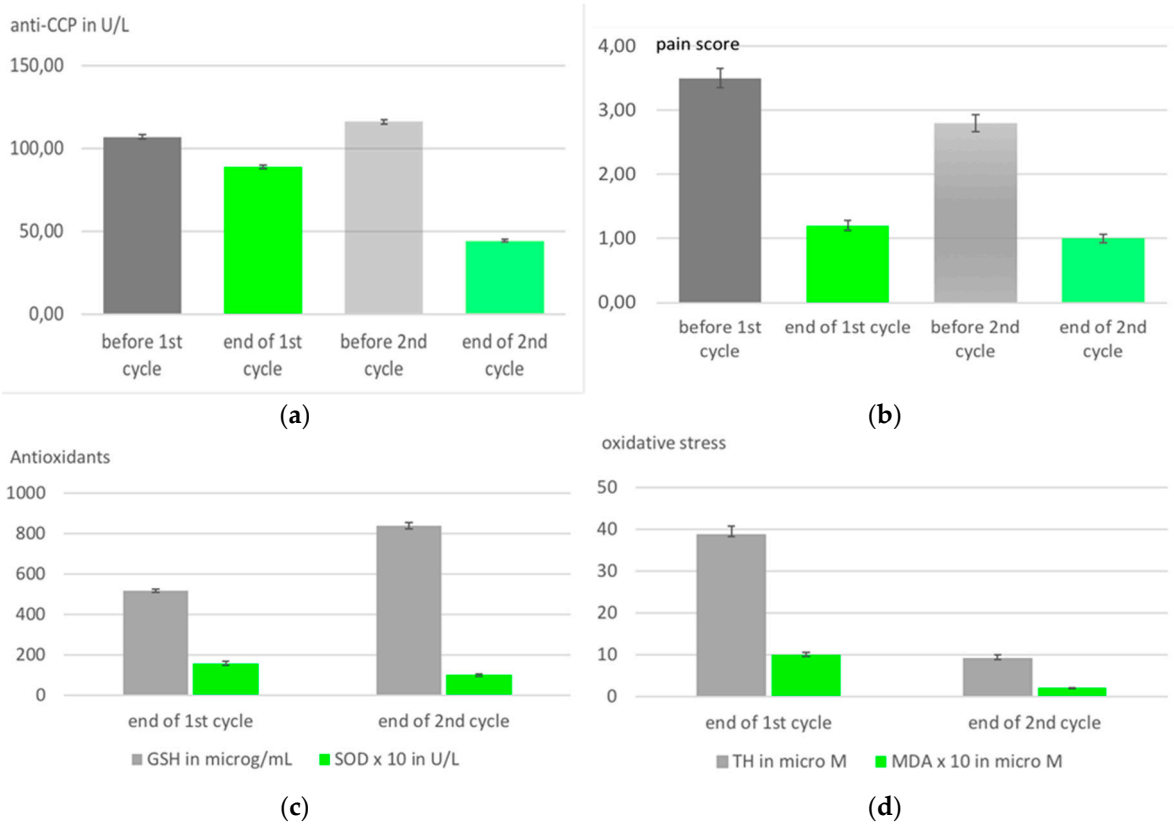 anti-CCP in U/L
150,00
100,00
50,00
0,00
before 1st
cycle
end of 1st
cycle
before 2nd
cycle
end of 2nd
cycle
(a)
pain score
4,00
3,00
2,00
1,00
0,00
before 1st
cycle
end of 1st cycle
before 2nd
cycle
end of 2nd
cycle
(b)
Antioxidants
1000
800
600
400
200
0
end of 1st cycle
end of 2nd cycle
GSH in microg/mL
SOD x 10 in U/L
(c)
oxidative stress
50
40
30
20
10
0
end of 1st cycle
end of 2nd cycle
TH in micro M
MDA x 10 in micro M
(d)